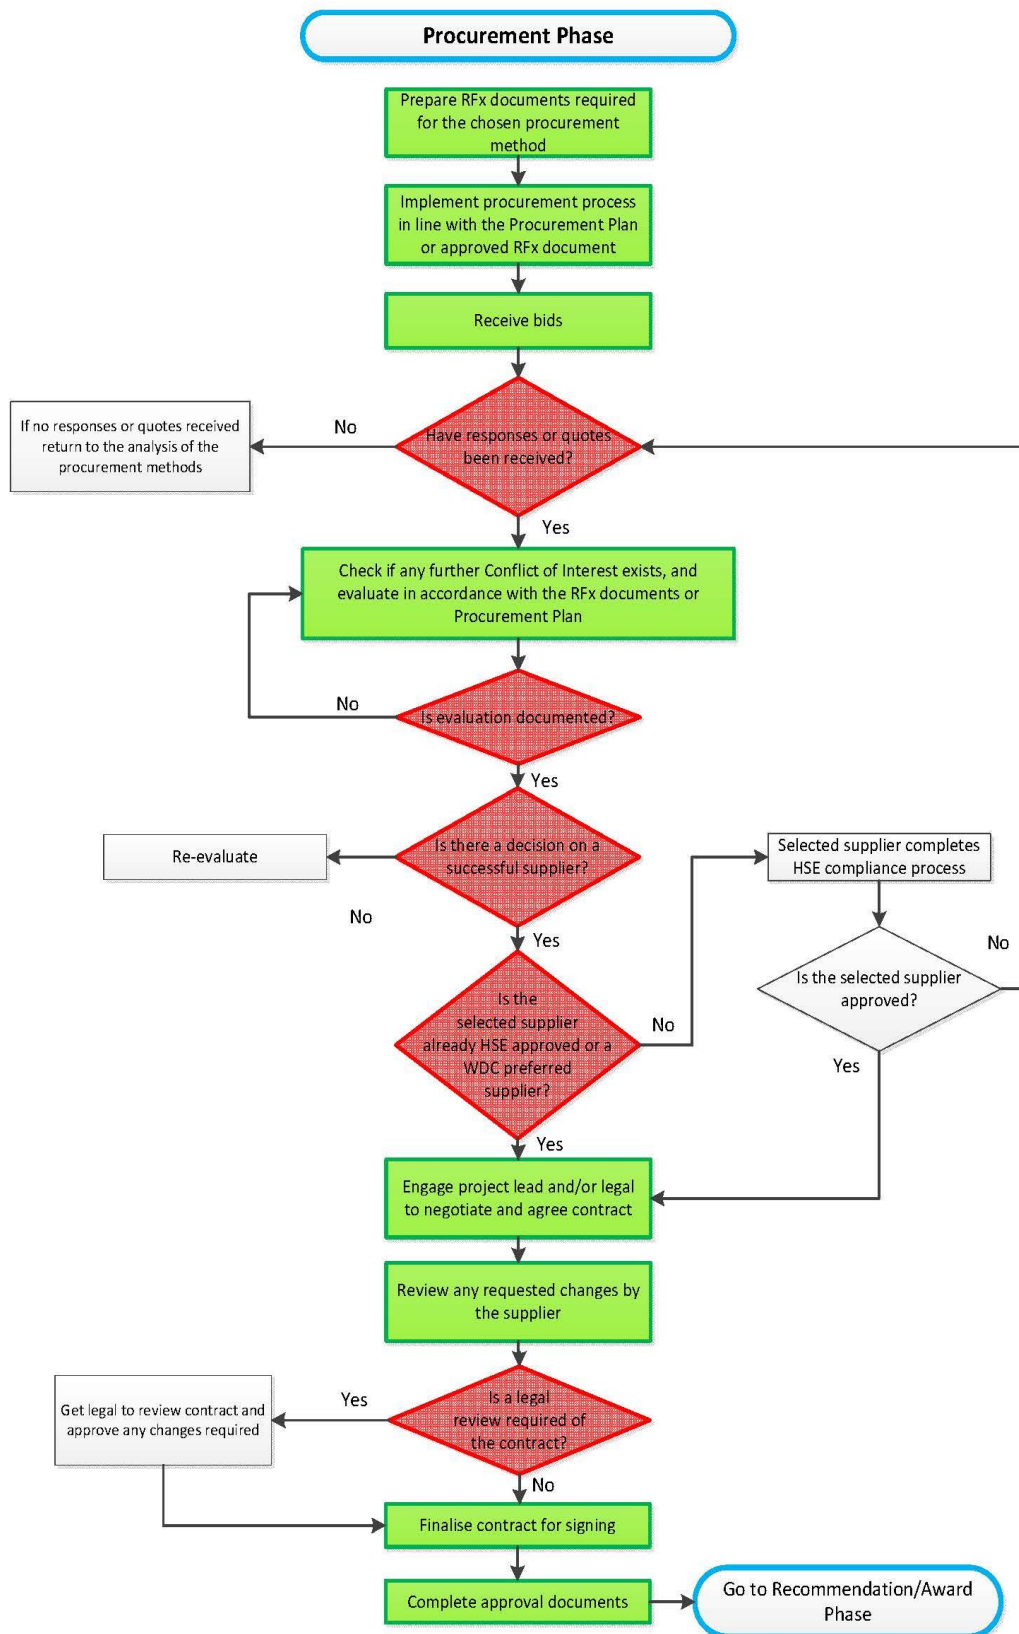 Procurement Phase
Prepare RFx documents required
for the chosen procurement
method
Implement procurement process
in line with the Procurement Plan
or approved RFx document
Receive bids
If no responses or quotes received
return to the analysis of the
procurement methods
No
Have responses or quotes
been received?
Yes
Check if any further Conflict of Interest exists, and
evaluate in accordance with the RFx documents or
Procurement Plan
No
Is evaluation documented?
Yes
Re-evaluate
Is there a decision on a
successful supplier?
No
Yes
Selected supplier completes
HSE compliance process
Is the
selected supplier
already HSE approved or a
WDC preferred
supplier?
No
Is the selected supplier
approved?
No
Yes
Yes
Engage project lead and/or legal
to negotiate and agree contract
Review any requested changes by
the supplier
Is a legal
review required of
the contract?
Yes
Get legal to review contract and
approve any changes required
No
Finalise contract for signing
Complete approval documents
Go to Recommendation/Award
Phase